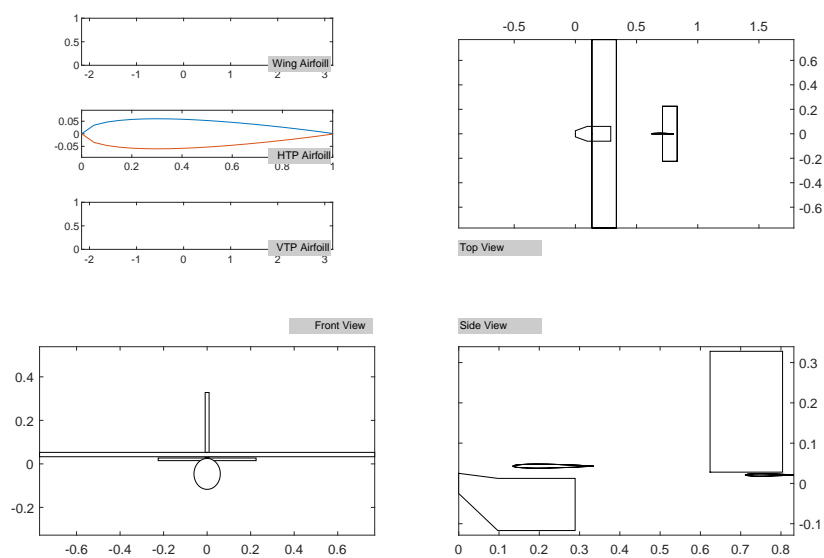 1
0.5
0
-2 -1 0 1 2 3
Wing Airfoill
0.05
0
-0.05
0 0.2 0.4 0.6 0.8 1
HTP Airfoill
1
0.5
0
-2 -1 0 1 2 3
VTP Airfoill
-0.5 0 0.5 1 1.5
0.6
0.4
0.2
0
-0.2
-0.4
-0.6
Top View
Front View
0.4
0.2
0
-0.2
-0.6 -0.4 -0.2 0 0.2 0.4 0.6
Side View
0.3
0.2
0.1
0
-0.1
0 0.1 0.2 0.3 0.4 0.5 0.6 0.7 0.8